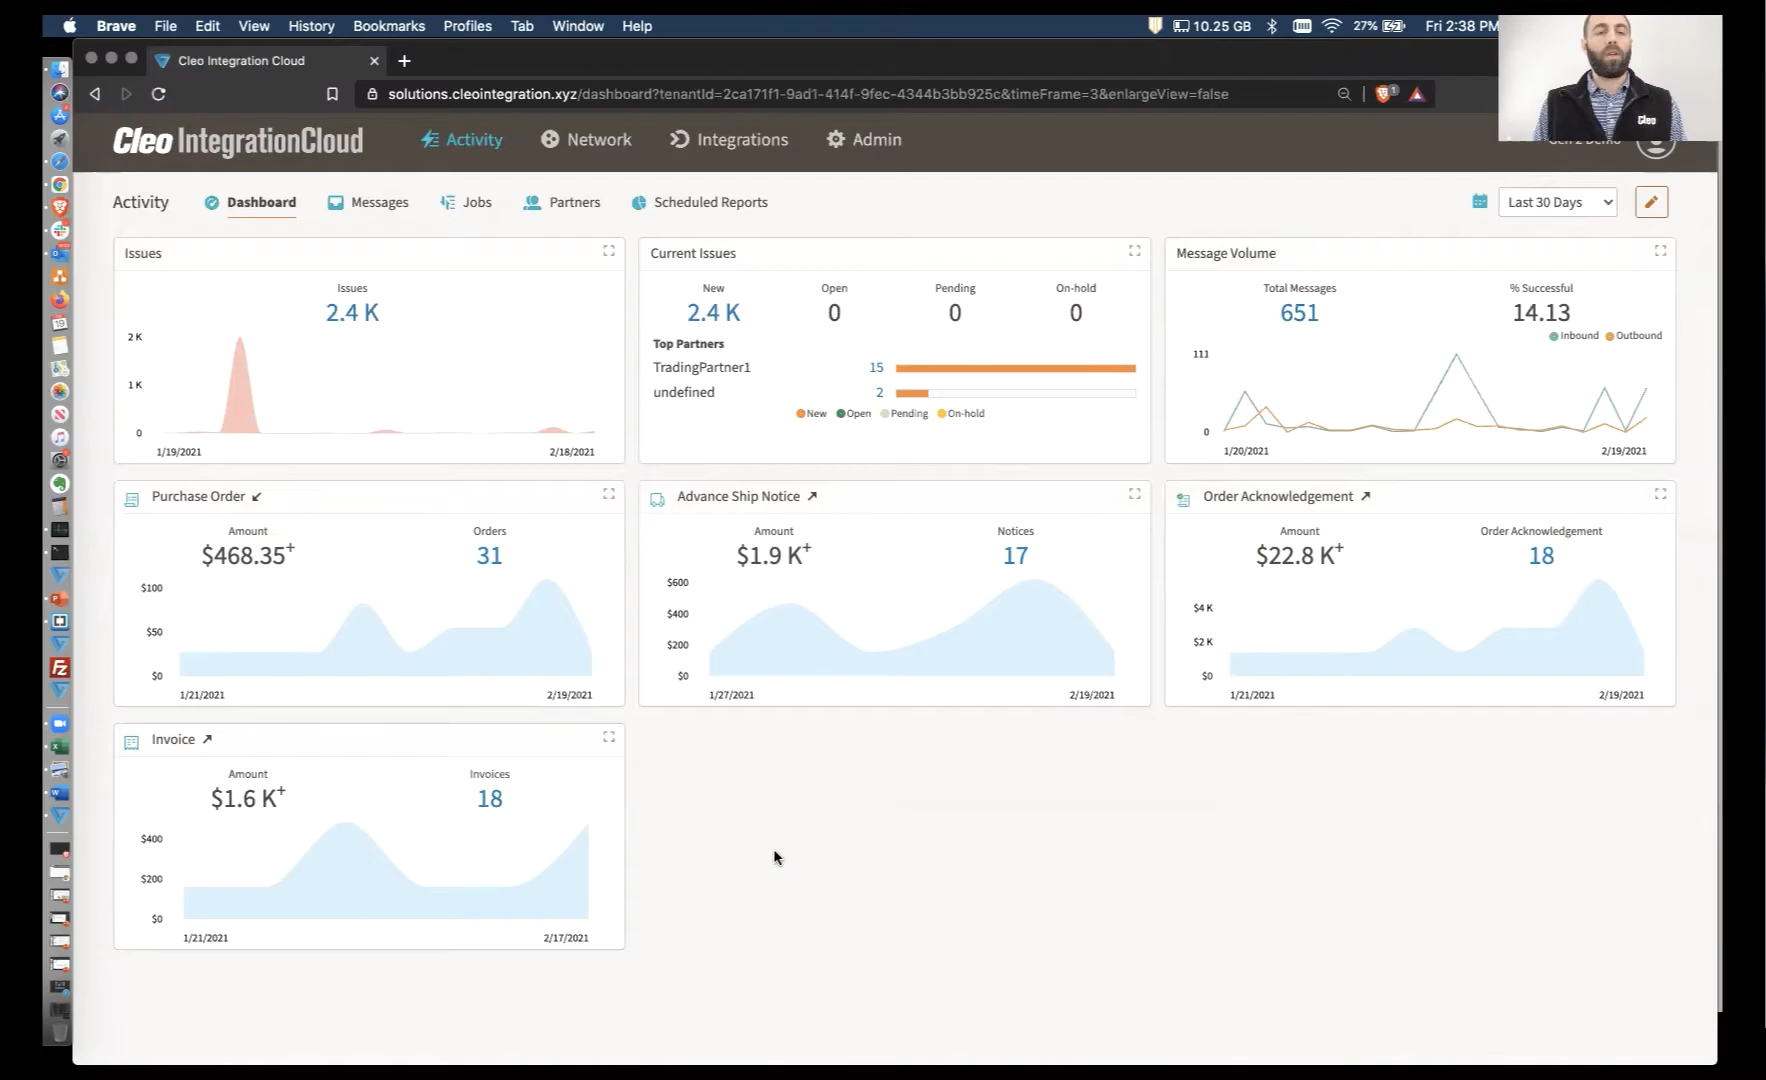 Brave File Edit View History Bookmarks Profiles Tab Window Help 10.25 GB 27% Fri 2:38 PM
Cleo Integration Cloud
solutions.cleointegration.xyz/dashboard?tenantId=2ca171f1-9ad1-414f-9fec-4344b3bb925c&timeFrame=3&enlargeView=false
Cleo IntegrationCloud Activity Network Integrations Admin
Cleo
Activity Dashboard Messages Jobs Partners Scheduled Reports Last 30 Days
Issues
Issues
2.4 K
2 K
1 K
0
1/19/2021 2/18/2021
Current Issues
New Open Pending On-hold
2.4 K 0 0 0
Top Partners
TradingPartner1 15
undefined 2
New Open Pending On-hold
Message Volume
Total Messages % Successful
651 14.13
Inbound Outbound
111
0
1/20/2021 2/19/2021
Purchase Order
Amount Orders
$468.35+ 31
$100
$50
$0
1/21/2021 2/19/2021
Advance Ship Notice
Amount Notices
$1.9 K+ 17
$600
$400
$200
$0
1/27/2021 2/19/2021
Order Acknowledgement
Amount Order Acknowledgement
$22.8 K+ 18
$4 K
$2 K
$0
1/21/2021 2/19/2021
Invoice
Amount Invoices
$1.6 K+ 18
$400
$200
$0
1/21/2021 2/17/2021